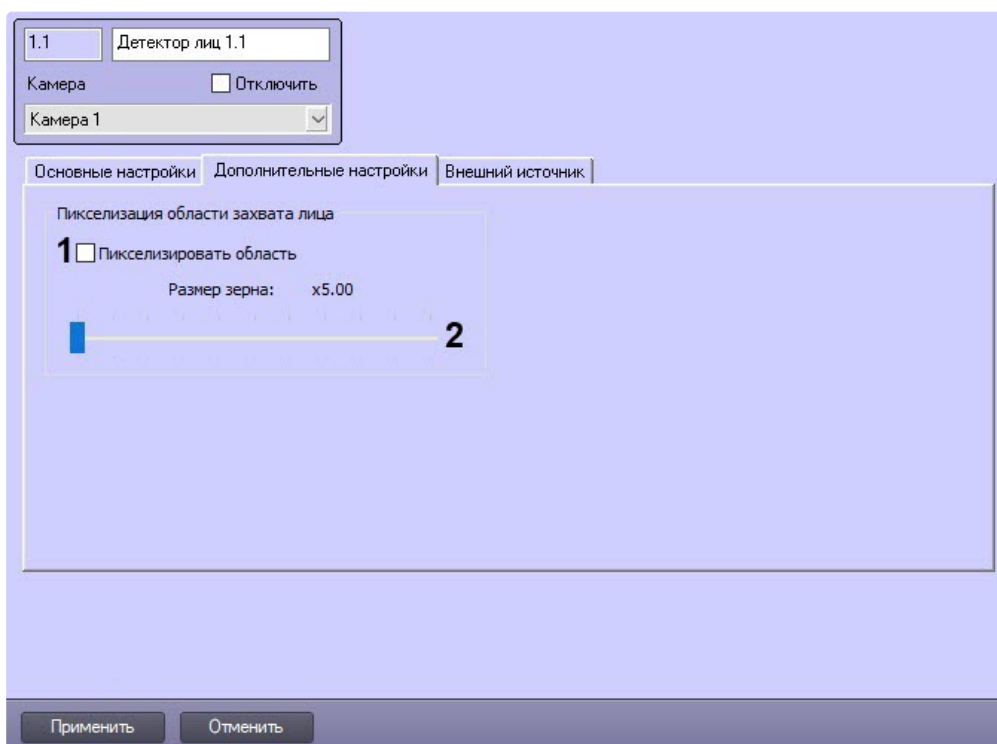 1.1 Детектор лиц 1.1
Камера Отключить
Камера 1
Основные настройки Дополнительные настройки Внешний источник
Пикселизация области захвата лица
1 Пикселизировать область
Размер зерна: x5.00
2
Применить Отменить